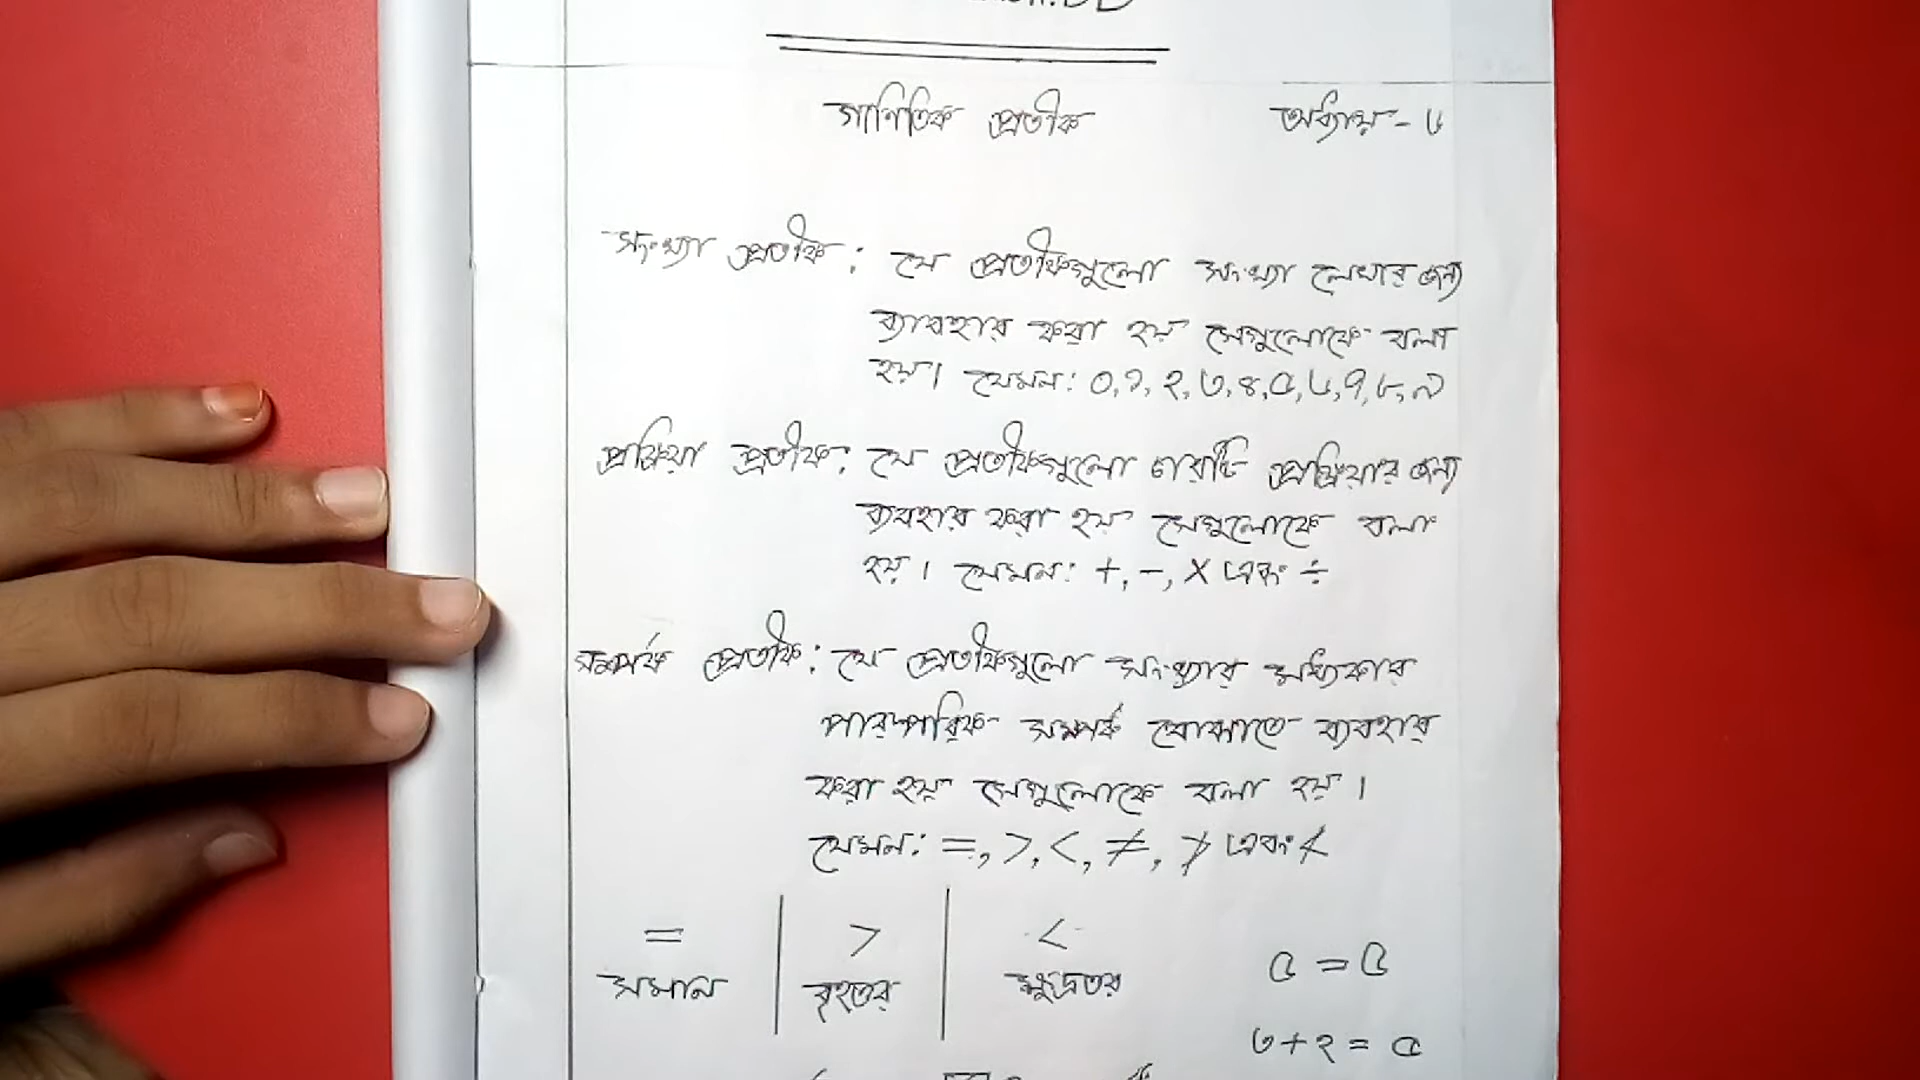 গাণিতিক প্রতীক অধ্যায় - ৬
সংখ্যা প্রতীক : যে প্রতীকগুলো সংখ্যা লেখার জন্য
ব্যাবহার করা হয় সেগুলোকে বলা
হয়। যেমন: ০, ১, ২, ৩, ৪, ৫, ৬, ৭, ৮, ৯
প্রক্রিয়া প্রতীক : যে প্রতীকগুলো চারটি প্রক্রিয়ার জন্য
ব্যবহার করা হয় সেগুলোকে বলা
হয়। যেমন: +, -, × এবং ÷
সম্পর্ক প্রতীক : যে প্রতীকগুলো সংখ্যার মধ্যকার
পারস্পরিক সম্পর্ক বোঝাতে ব্যবহার
করা হয় সেগুলোকে বলা হয়।
যেমন: =, >, <, ≠, ≯ এবং ≮
= > <
সমান বৃহত্তর ক্ষুদ্রতর
৫ = ৫
৩ + ২ = ৫